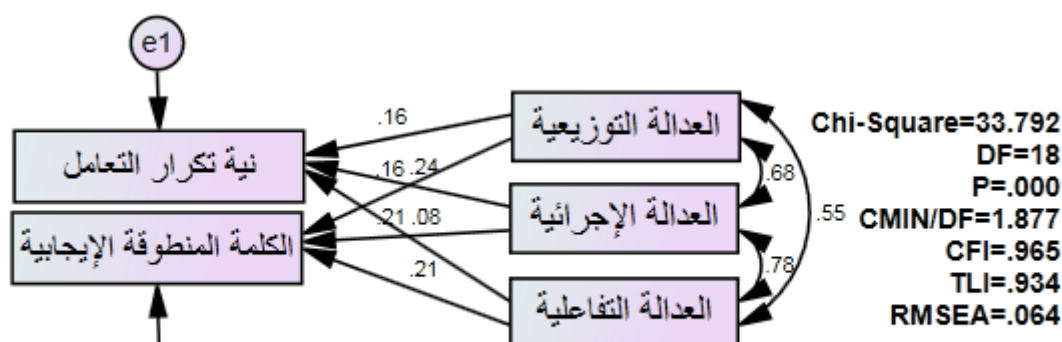 e1
العدالة التوزيعية
نية تكرار التعامل
العدالة الإجرائية
الكلمة المنطوقة الإيجابية
العدالة التفاعلية
.16
.16 .24
.21 .08
.21
.68
.55
.78
Chi-Square=33.792
DF=18
P=.000
CMIN/DF=1.877
CFI=.965
TLI=.934
RMSEA=.064